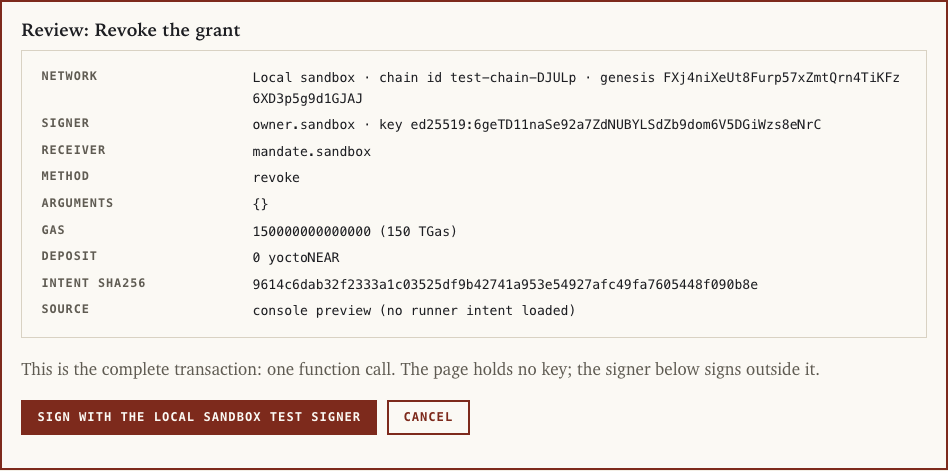 Review: Revoke the grant
NETWORK
Local sandbox · chain id test-chain-DJULp · genesis FXj4niXeUt8Furp57xZmtQrn4TiKFz
6XD3p5g9d1GJAJ
SIGNER
owner.sandbox · key ed25519:6geTD11naSe92a7ZdNUBYLSdZb9dom6V5DGiWzs8eNrC
RECEIVER
mandate.sandbox
METHOD
revoke
ARGUMENTS
{}
GAS
150000000000000 (150 TGas)
DEPOSIT
0 yoctoNEAR
INTENT SHA256
9614c6dab32f2333a1c03525df9b42741a953e54927afc49fa7605448f090b8e
SOURCE
console preview (no runner intent loaded)
This is the complete transaction: one function call. The page holds no key; the signer below signs outside it.
SIGN WITH THE LOCAL SANDBOX TEST SIGNER
CANCEL